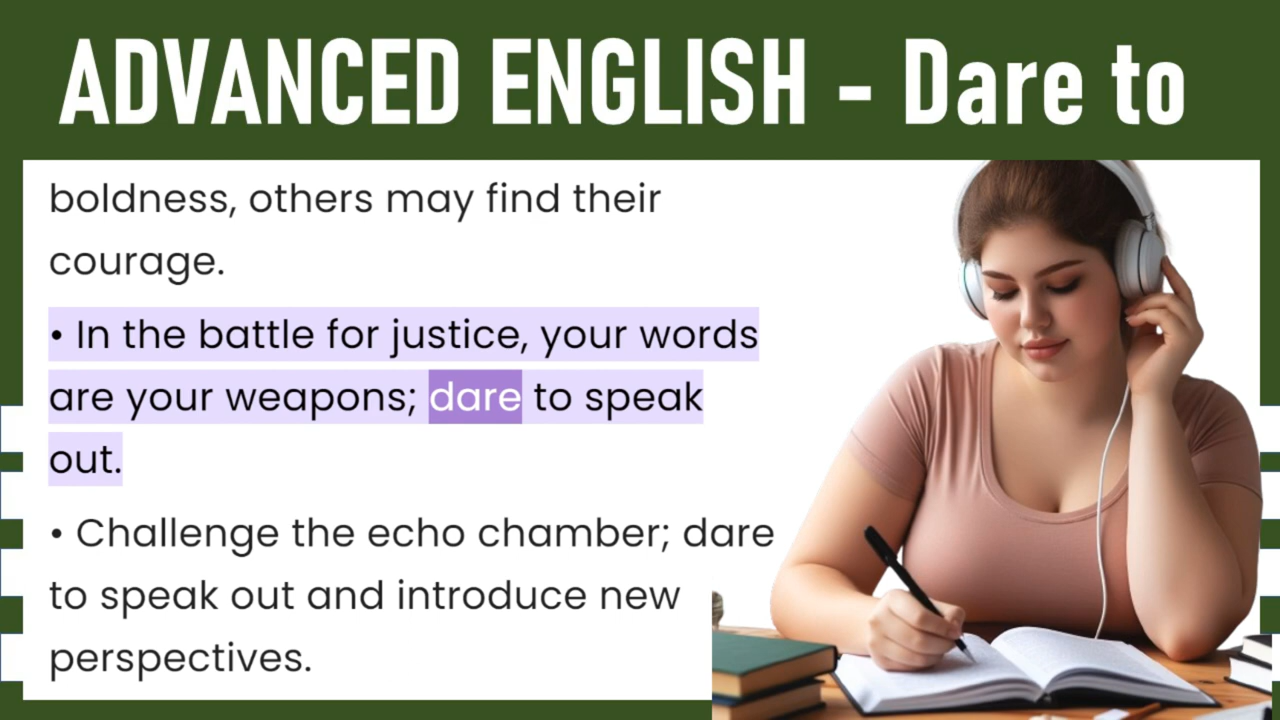 ADVANCED ENGLISH - Dare to
boldness, others may find their
courage.
• In the battle for justice, your words
are your weapons; dare to speak
out.
• Challenge the echo chamber; dare
to speak out and introduce new
perspectives.